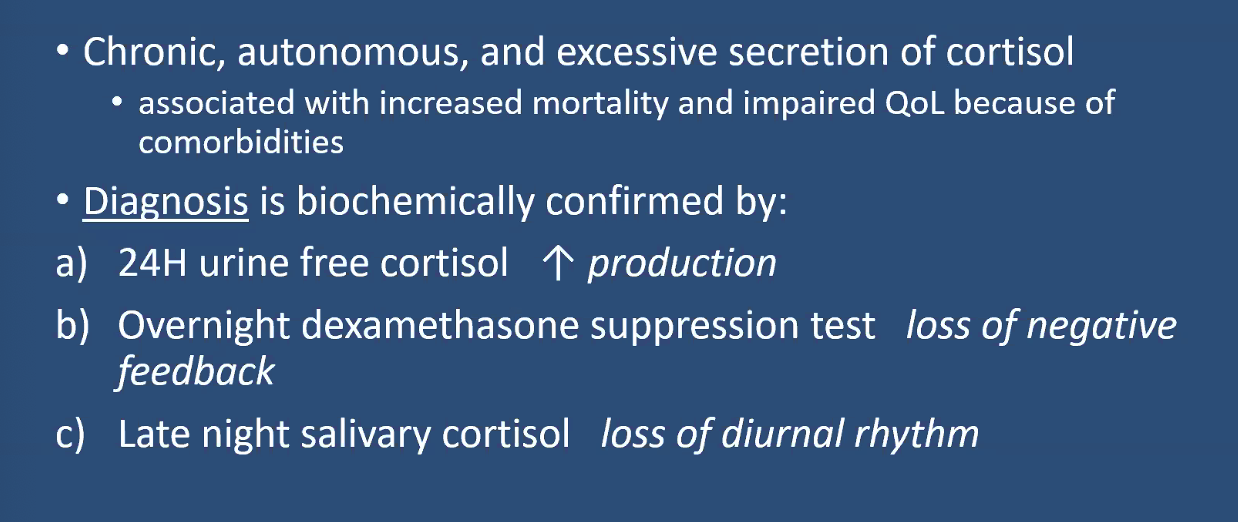 • Chronic, autonomous, and excessive secretion of cortisol
• associated with increased mortality and impaired QoL because of
comorbidities
• Diagnosis is biochemically confirmed by:
a) 24H urine free cortisol ↑ production
b) Overnight dexamethasone suppression test loss of negative
feedback
c) Late night salivary cortisol loss of diurnal rhythm